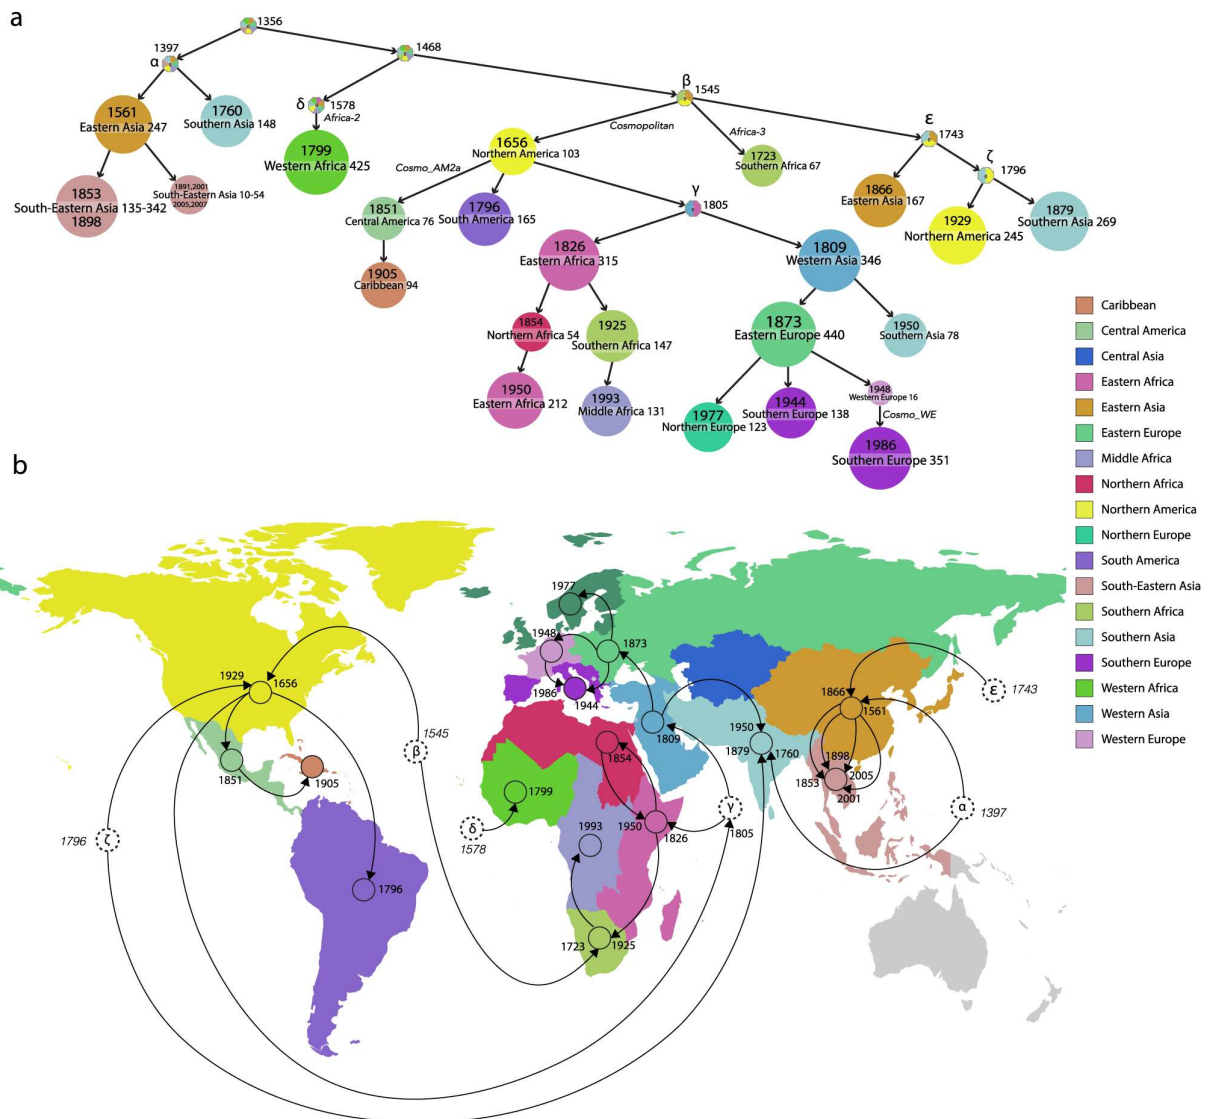 a
1356
1397
α
1468
δ
1578
Africa-2
β
1545
Cosmopolitan
Africa-3
ε
1743
ζ
1796
1561
Eastern Asia 247
1760
Southern Asia 148
1799
Western Africa 425
1656
Northern America 103
1723
Southern Africa 67
1853
South-Eastern Asia 135-342
1898
1891,2001
South-Eastern Asia 10-54
2005,2007
Cosmo_AM2a
1851
Central America 76
1796
South America 165
γ
1805
1866
Eastern Asia 167
1929
Northern America 245
1879
Southern Asia 269
1905
Caribbean 94
1826
Eastern Africa 315
1809
Western Asia 346
1854
Northern Africa 54
1925
Southern Africa 147
1873
Eastern Europe 440
1950
Southern Asia 78
1950
Eastern Africa 212
1993
Middle Africa 131
1977
Northern Europe 123
1944
Southern Europe 138
1948
Western Europe 16
Cosmo_WE
1986
Southern Europe 351
Caribbean
Central America
Central Asia
Eastern Africa
Eastern Asia
Eastern Europe
Middle Africa
Northern Africa
Northern America
Northern Europe
South America
South-Eastern Asia
Southern Africa
Southern Asia
Southern Europe
Western Africa
Western Asia
Western Europe
b
1977
1948
1873
1929
1656
1986
1944
1866
1561
ε
1743
1545
β
1950
1879
1760
1809
1854
1898
1853
2005
2001
1851
1905
1799
δ
1578
1993
1950
1826
γ
1805
α
1397
1796
ζ
1796
1723
1925